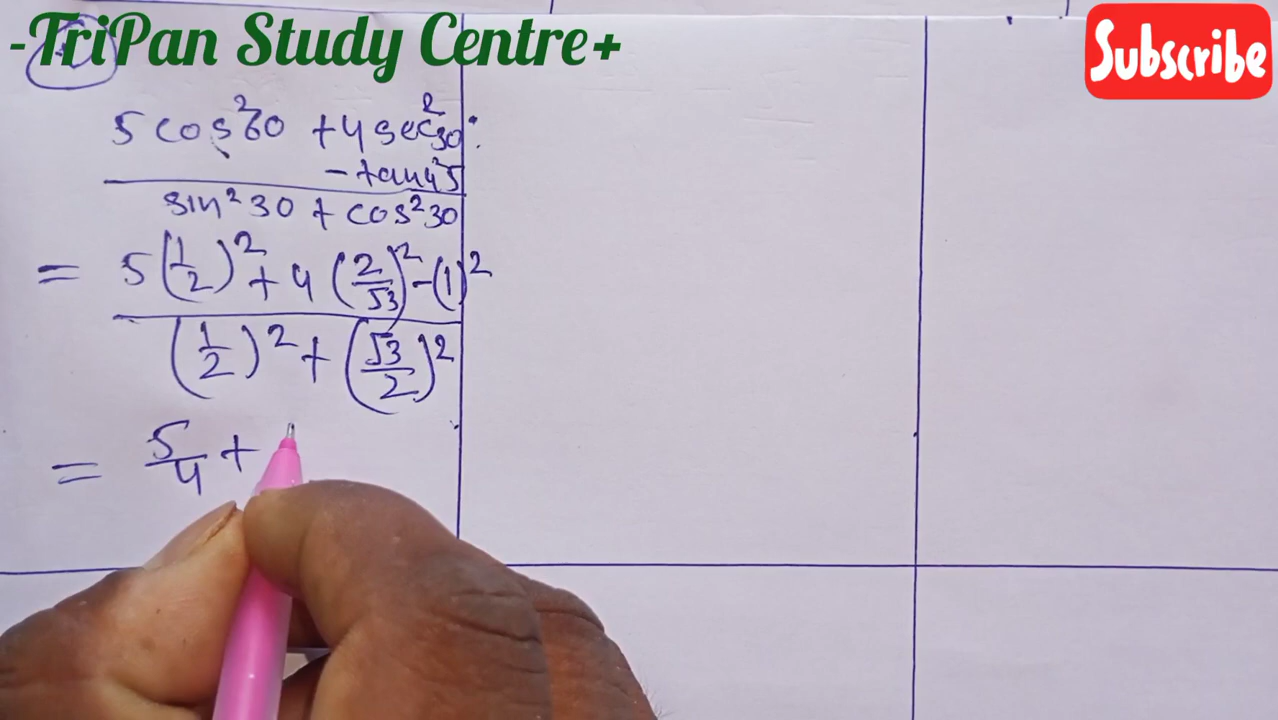 -TriPan Study Centre+
Subscribe
5 cos²60 + 4 sec²30
- tan²45
sin²30 + cos²30
= 5(1/2)² + 4(2/√3)² - (1)²
(1/2)² + (√3/2)²
= 5/4 +